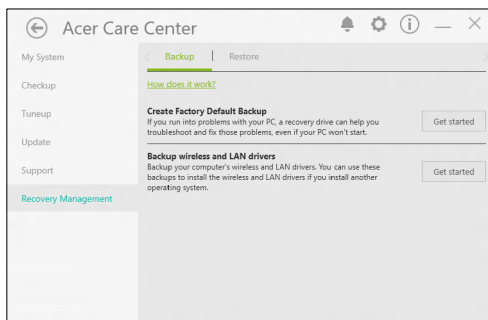 Acer Care Center
My System
Checkup
Tuneup
Update
Support
Recovery Management
Backup
Restore
How does it work?
Create Factory Default Backup
If you run into problems with your PC, a recovery drive can help you
troubleshoot and fix those problems, even if your PC won't start.
Get started
Backup wireless and LAN drivers
Backup your computer's wireless and LAN drivers. You can use these
backups to install the wireless and LAN drivers if you install another
operating system.
Get started